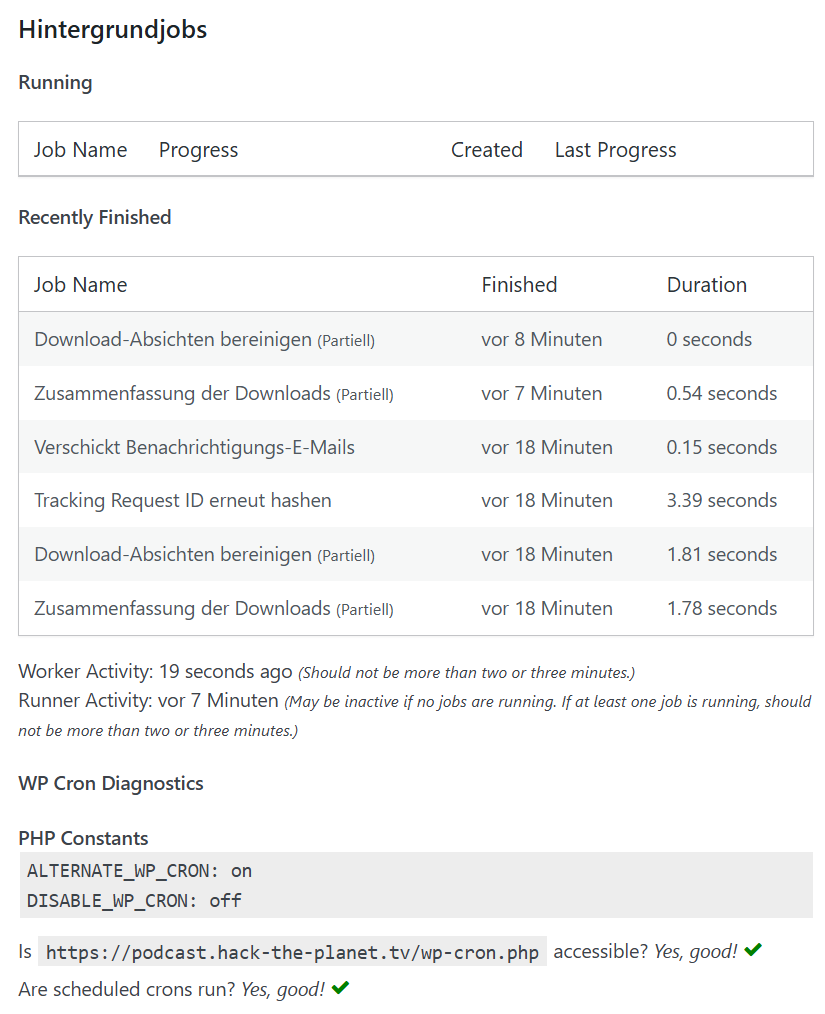 Hintergrundjobs
Running
Job Name Progress Created Last Progress
Recently Finished
Job Name Finished Duration
Download-Absichten bereinigen (Partiell) vor 8 Minuten 0 seconds
Zusammenfassung der Downloads (Partiell) vor 7 Minuten 0.54 seconds
Verschickt Benachrichtigungs-E-Mails vor 18 Minuten 0.15 seconds
Tracking Request ID erneut hashen vor 18 Minuten 3.39 seconds
Download-Absichten bereinigen (Partiell) vor 18 Minuten 1.81 seconds
Zusammenfassung der Downloads (Partiell) vor 18 Minuten 1.78 seconds
Worker Activity: 19 seconds ago (Should not be more than two or three minutes.)
Runner Activity: vor 7 Minuten (May be inactive if no jobs are running. If at least one job is running, should
not be more than two or three minutes.)
WP Cron Diagnostics
PHP Constants
ALTERNATE_WP_CRON: on
DISABLE_WP_CRON: off
Is https://podcast.hack-the-planet.tv/wp-cron.php accessible? Yes, good! ✔
Are scheduled crons run? Yes, good! ✔